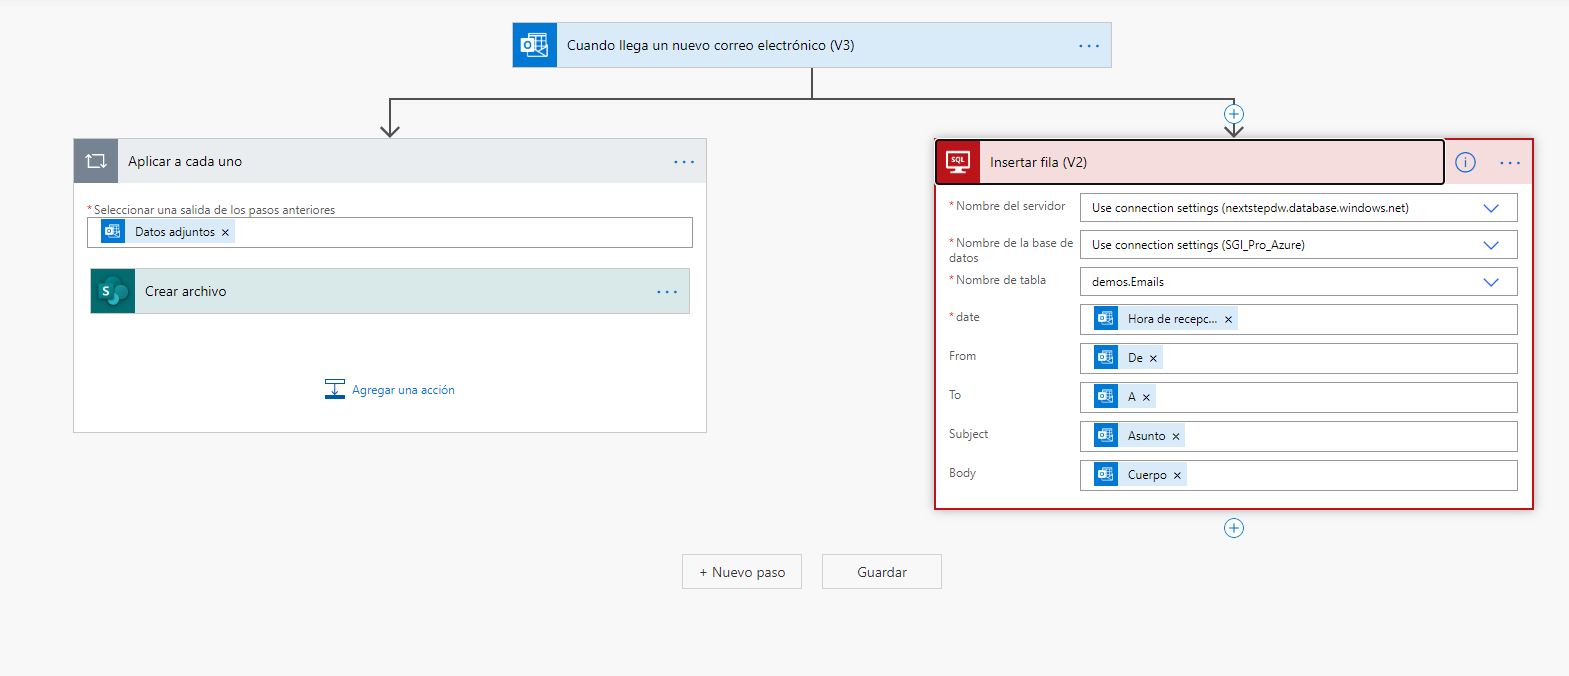 Cuando llega un nuevo correo electrónico (V3)
Aplicar a cada uno
* Seleccionar una salida de los pasos anteriores
Datos adjuntos ×
S
Crear archivo
Agregar una acción
SQL
Insertar fila (V2)
* Nombre del servidor
Use connection settings (nextstepdw.database.windows.net)
* Nombre de la base de
datos
Use connection settings (SGI_Pro_Azure)
* Nombre de tabla
demos.Emails
* date
Hora de recepc... ×
From
De ×
To
A ×
Subject
Asunto ×
Body
Cuerpo ×
+ Nuevo paso
Guardar